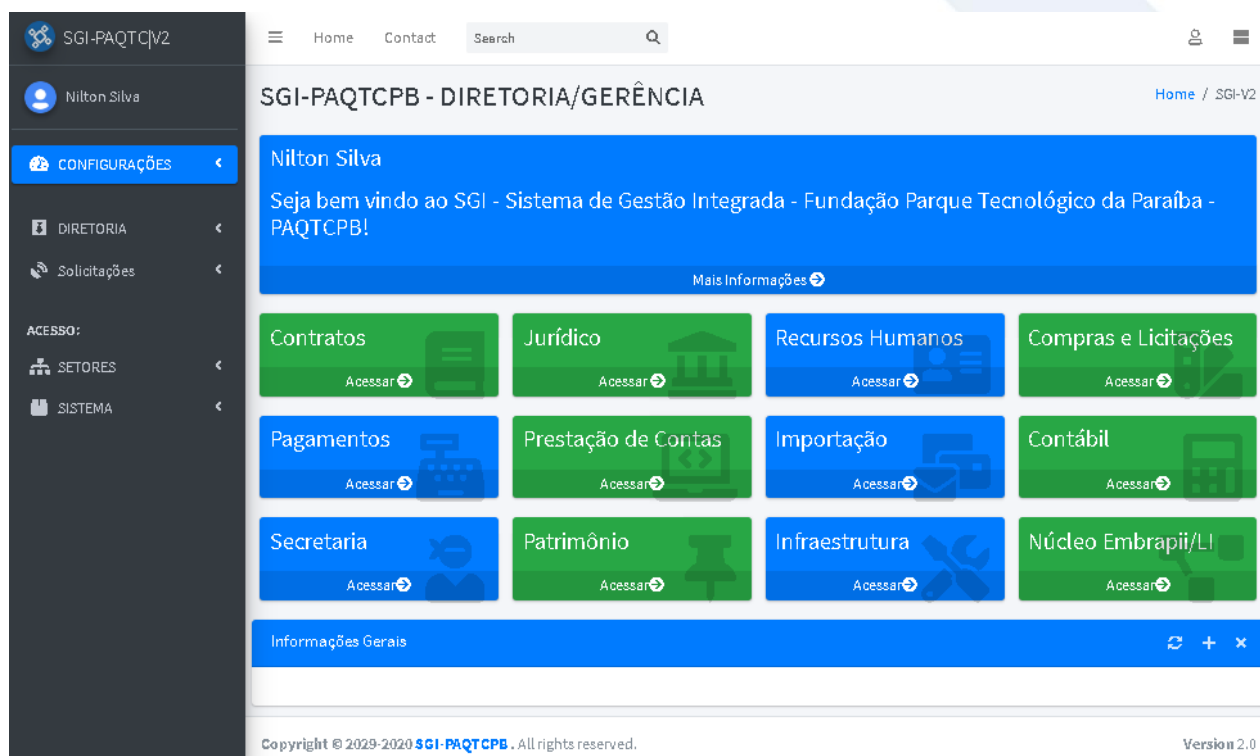 SGI-PAQTC|V2
Home Contact Search
Nilton Silva
SGI-PAQTCPB - DIRETORIA/GERÊNCIA
Home / SGI-V2
CONFIGURAÇÕES
DIRETORIA
Solicitações
ACESSO:
SETORES
SISTEMA
Nilton Silva
Seja bem vindo ao SGI - Sistema de Gestão Integrada - Fundação Parque Tecnológico da Paraíba -
PAQTCPB!
Mais Informações
Contratos
Acessar
Jurídico
Acessar
Recursos Humanos
Acessar
Compras e Licitações
Acessar
Pagamentos
Acessar
Prestação de Contas
Acessar
Importação
Acessar
Contábil
Acessar
Secretaria
Acessar
Patrimônio
Acessar
Infraestrutura
Acessar
Núcleo Embrapii/LI
Acessar
Informações Gerais
Copyright © 2029-2020 SGI-PAQTCPB . All rights reserved.
Version 2.0